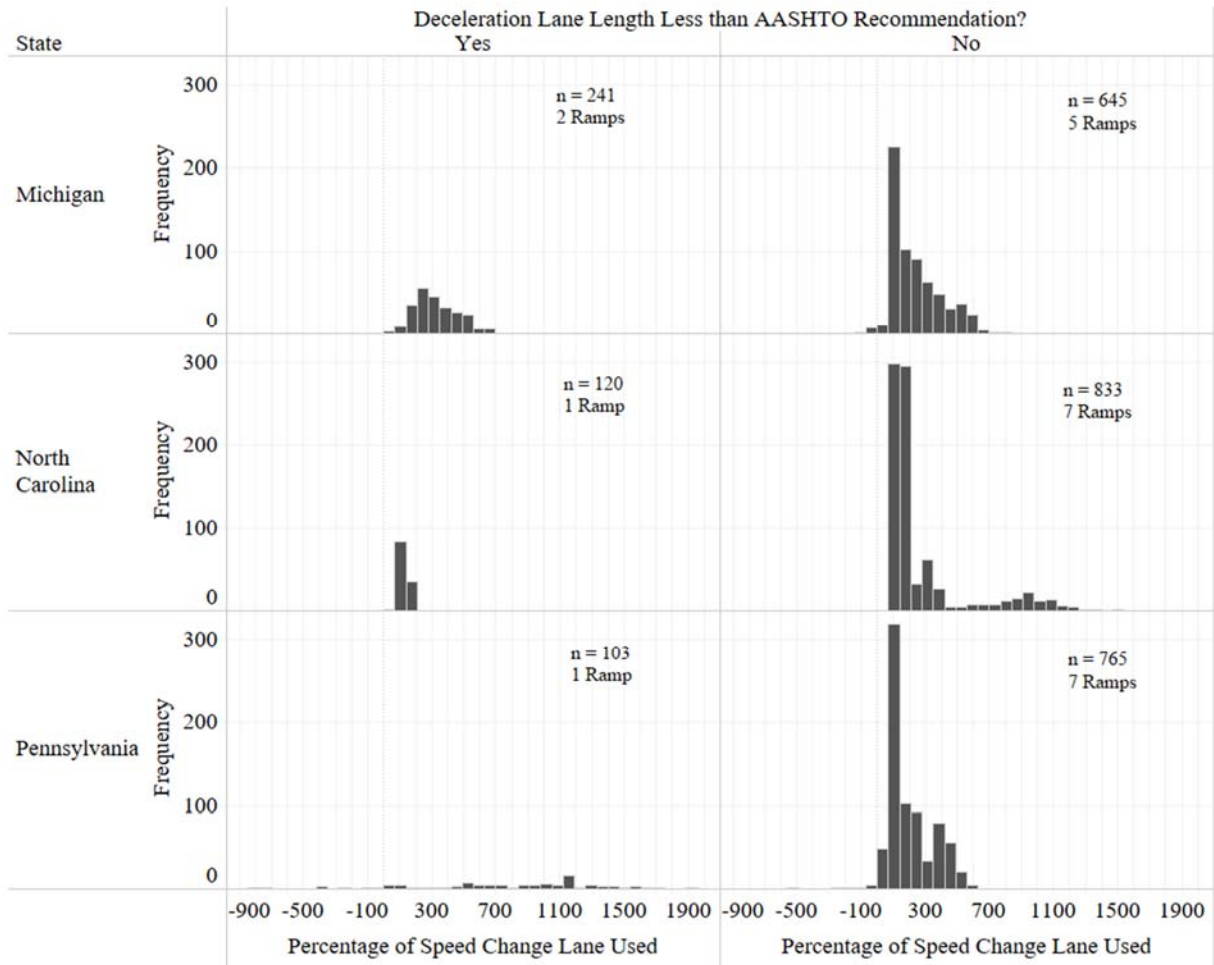 Deceleration Lane Length Less than AASHTO Recommendation?
State
Yes
No
300
200
100
0
Frequency
Michigan
n = 241
2 Ramps
n = 645
5 Ramps
300
200
100
0
Frequency
North
Carolina
n = 120
1 Ramp
n = 833
7 Ramps
300
200
100
0
Frequency
Pennsylvania
n = 103
1 Ramp
n = 765
7 Ramps
-900 -500 -100 300 700 1100 1500 1900
-900 -500 -100 300 700 1100 1500 1900
Percentage of Speed Change Lane Used
Percentage of Speed Change Lane Used